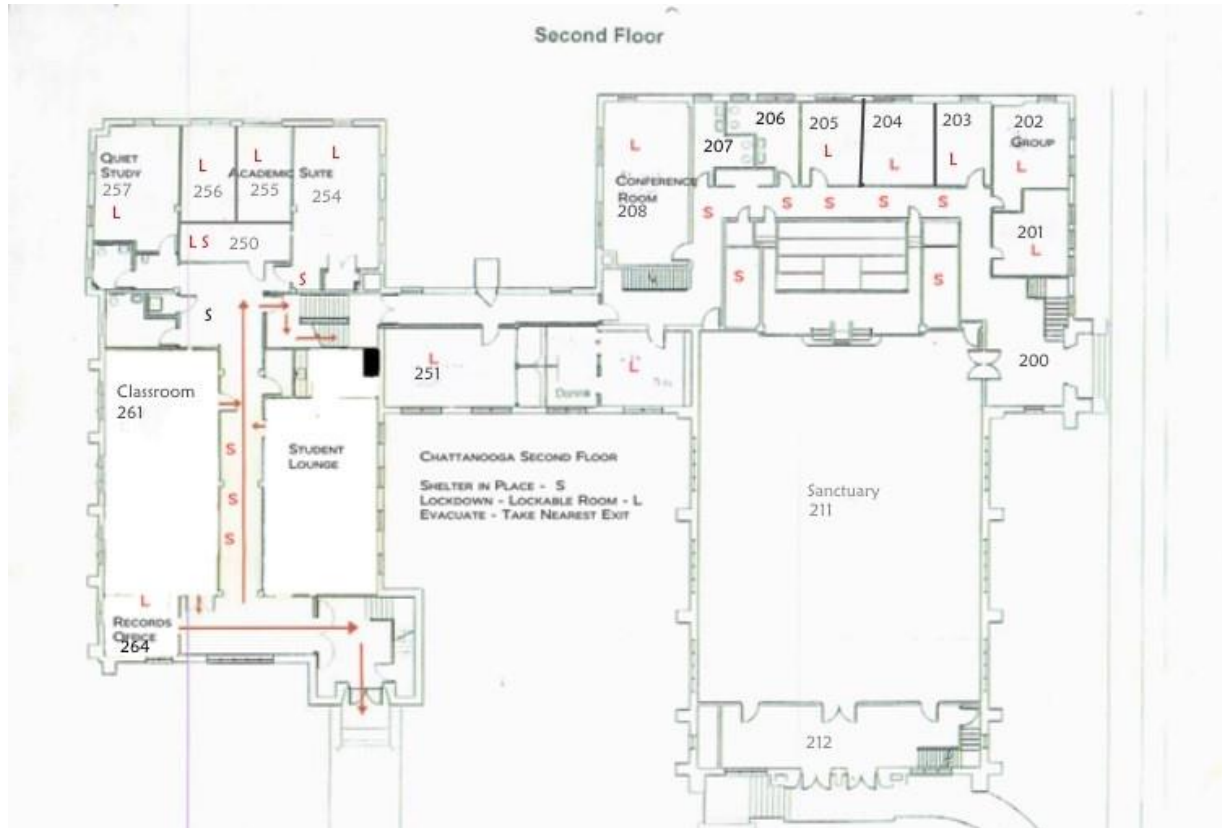 Second Floor
QUIET
STUDY
257
L
L
256
L
ACADEMIC SUITE
255
L
254
L S
250
S
S
L
CONFERENCE
ROOM
208
207
206
205
L
204
L
203
L
202
GROUP
L
201
L
S
S
S
S
S
S
S
200
L
251
Donna
L
Classroom
261
S
S
S
STUDENT
LOUNGE
CHATTANOOGA SECOND FLOOR
SHELTER IN PLACE - S
LOCKDOWN - LOCKABLE ROOM - L
EVACUATE - TAKE NEAREST EXIT
Sanctuary
211
L
RECORDS
OFFICE
264
212